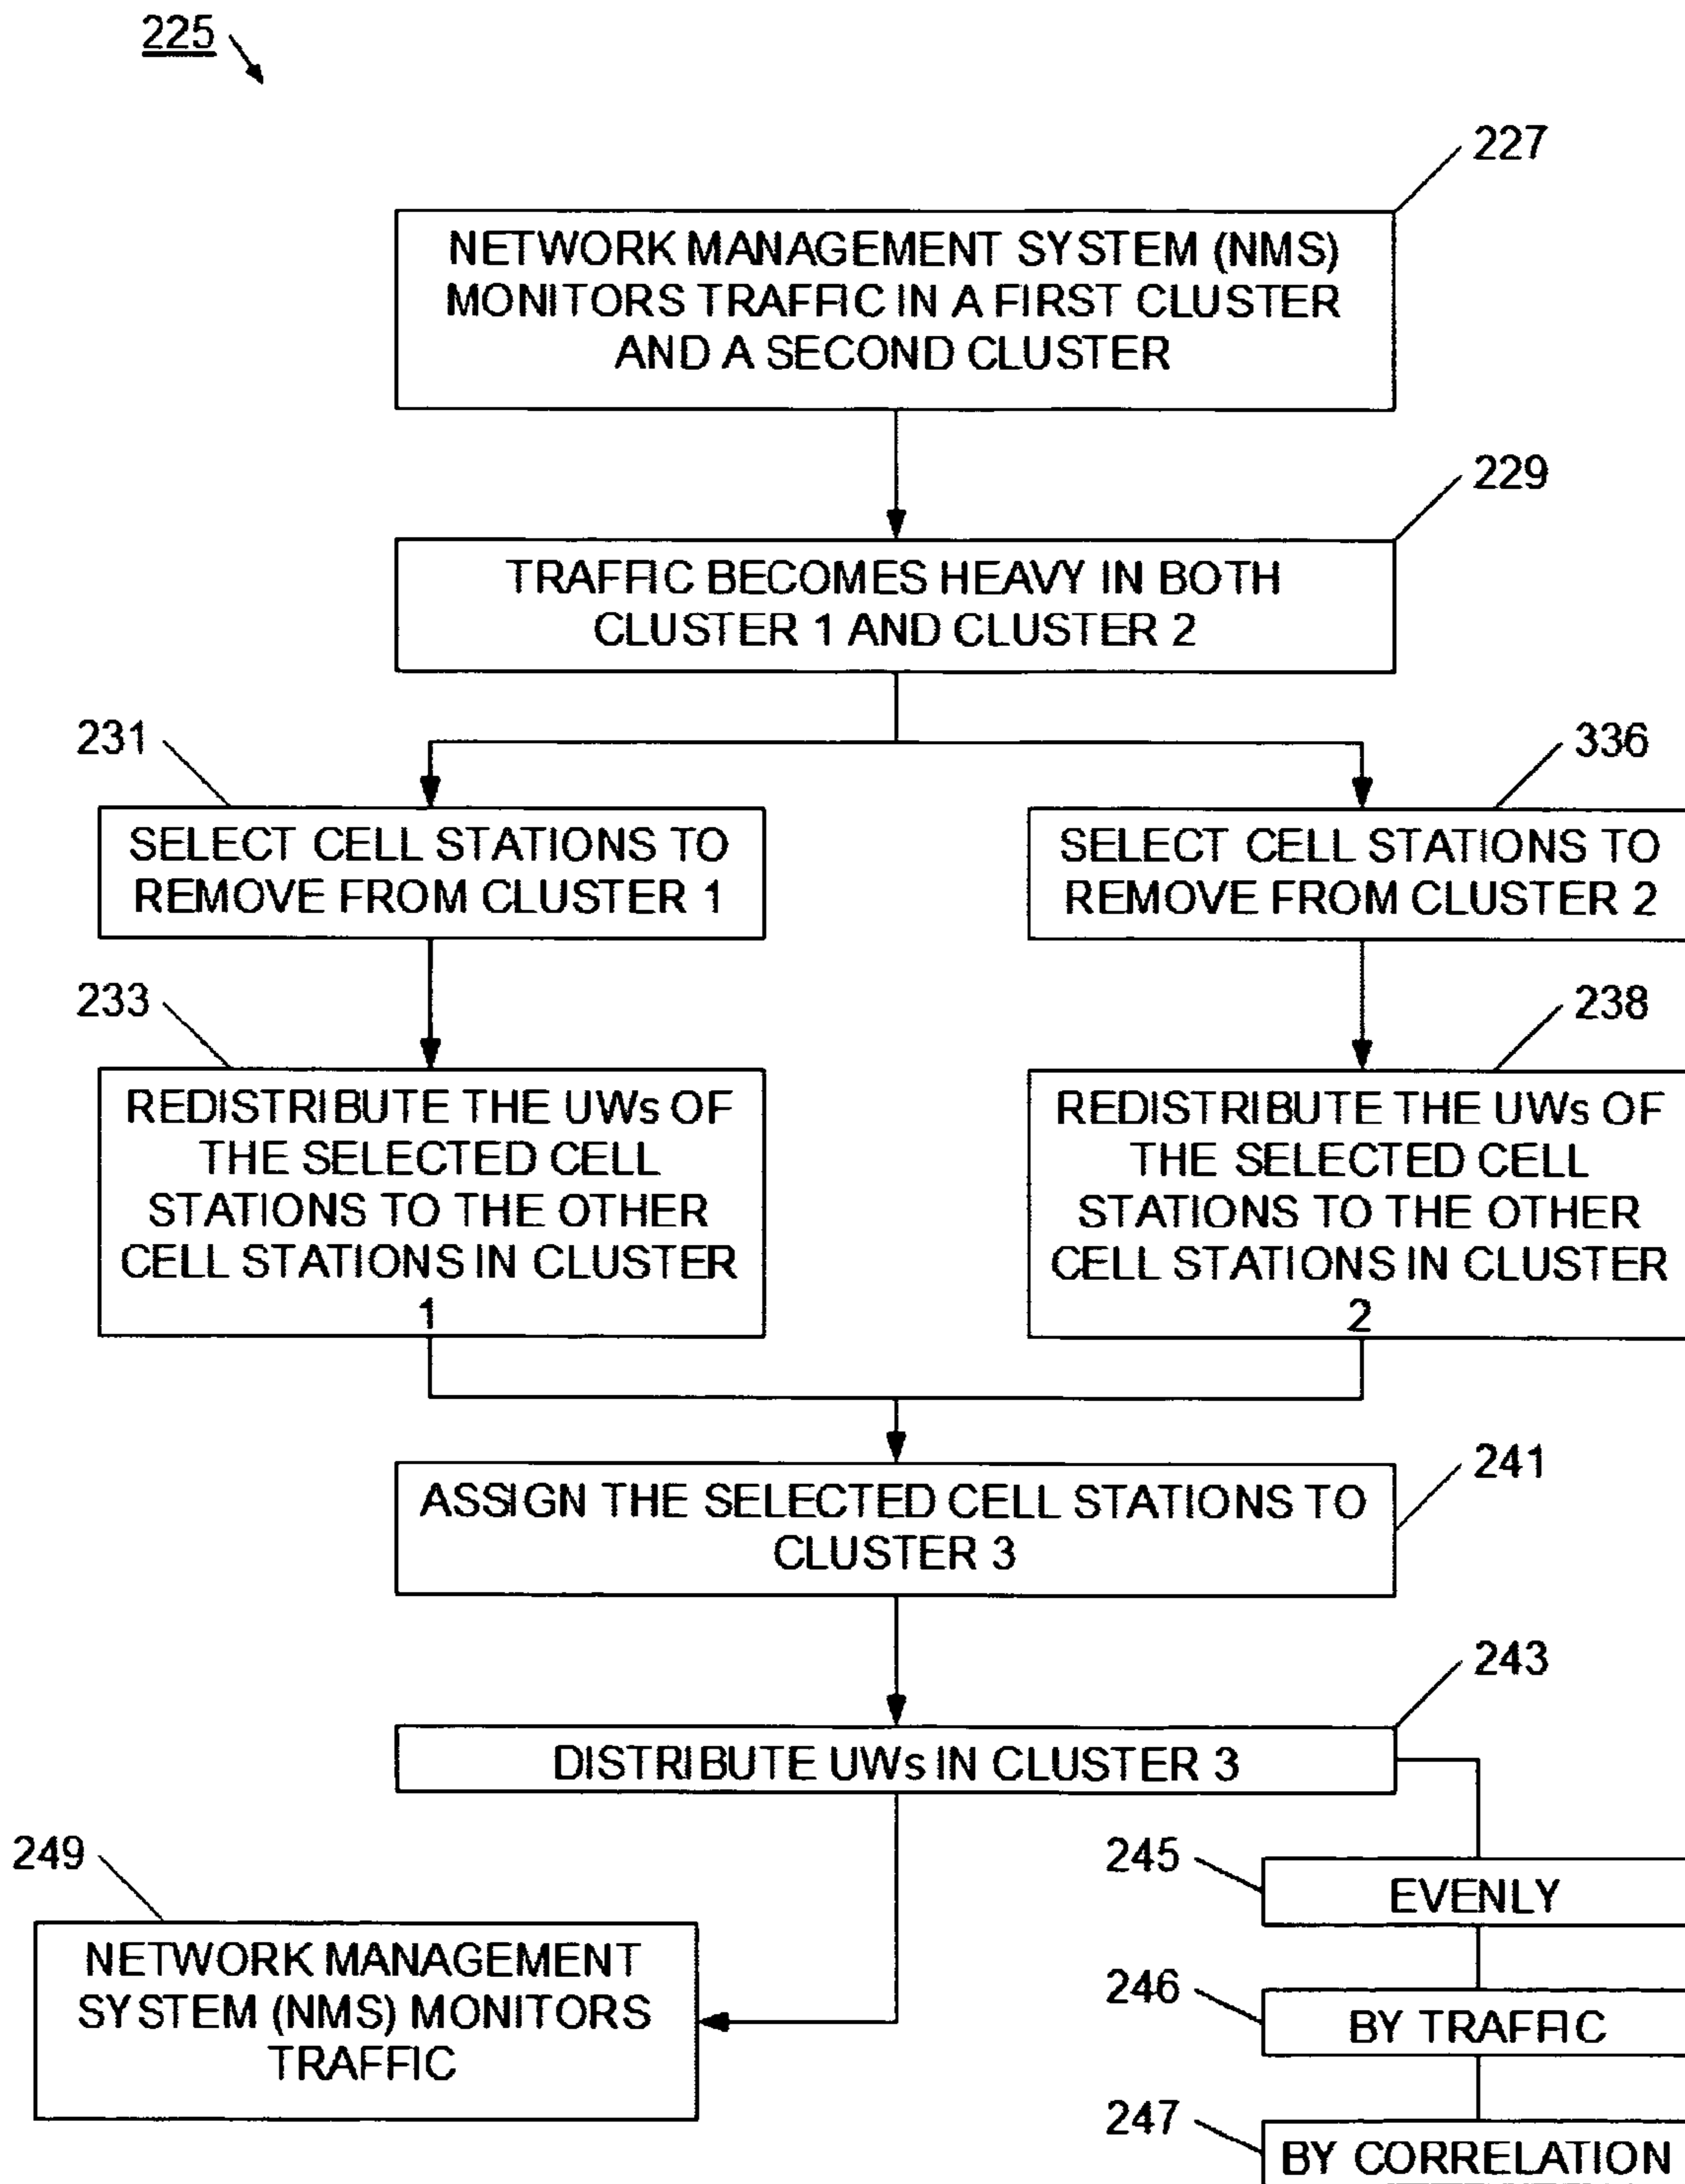 225
227
NETWORK MANAGEMENT SYSTEM (NMS)
MONITORS TRAFFIC IN A FIRST CLUSTER
AND A SECOND CLUSTER
229
TRAFFIC BECOMES HEAVY IN BOTH
CLUSTER 1 AND CLUSTER 2
231
SELECT CELL STATIONS TO
REMOVE FROM CLUSTER 1
336
SELECT CELL STATIONS TO
REMOVE FROM CLUSTER 2
233
REDISTRIBUTE THE UWs OF
THE SELECTED CELL
STATIONS TO THE OTHER
CELL STATIONS IN CLUSTER
1
238
REDISTRIBUTE THE UWs OF
THE SELECTED CELL
STATIONS TO THE OTHER
CELL STATIONS IN CLUSTER
2
241
ASSIGN THE SELECTED CELL STATIONS TO
CLUSTER 3
243
DISTRIBUTE UWs IN CLUSTER 3
249
NETWORK MANAGEMENT
SYSTEM (NMS) MONITORS
TRAFFIC
245
EVENLY
246
BY TRAFFIC
247
BY CORRELATION